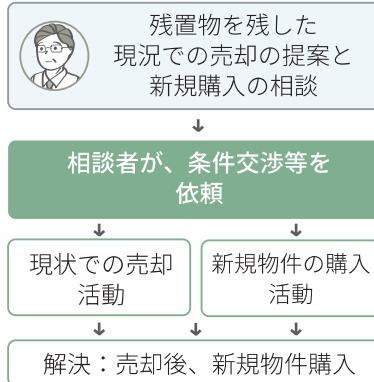 残置物を残した
現況での売却の提案と
新規購入の相談
相談者が、条件交渉等を
依頼
現状での売却
活動
新規物件の購入
活動
解決：売却後、新規物件購入